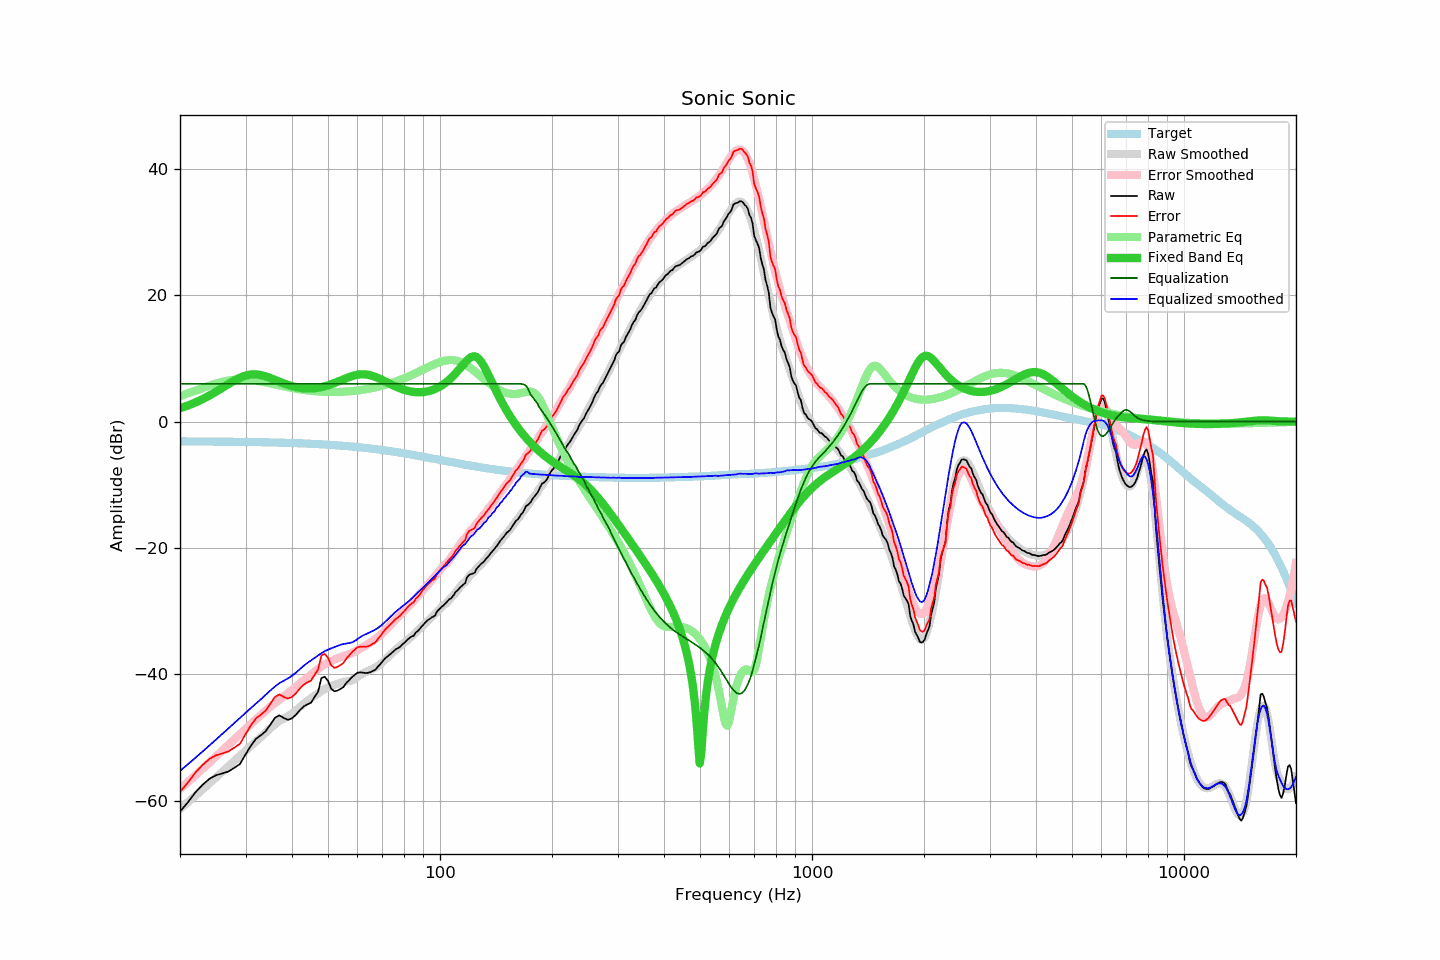 Sonic Sonic
Amplitude (dBr)
40
20
0
−20
−40
−60
Target
Raw Smoothed
Error Smoothed
Raw
Error
Parametric Eq
Fixed Band Eq
Equalization
Equalized smoothed
100
1000
10000
Frequency (Hz)